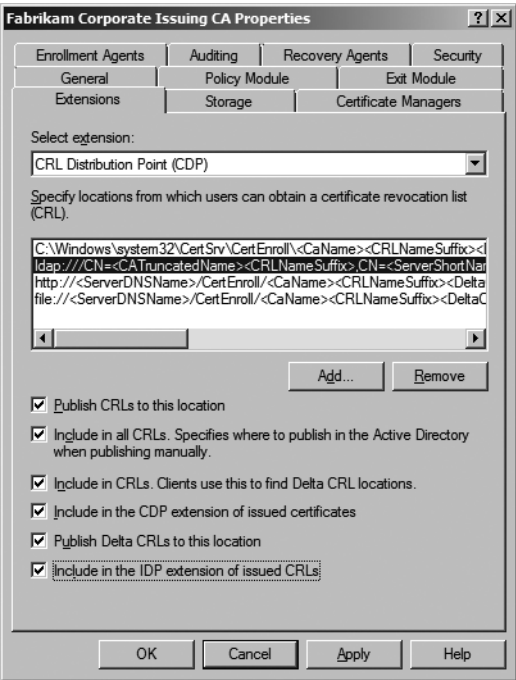 Fabrikam Corporate Issuing CA Properties
Enrollment Agents Auditing Recovery Agents Security
General Policy Module Exit Module
Extensions Storage Certificate Managers
Select extension:
CRL Distribution Point (CDP)
Specify locations from which users can obtain a certificate revocation list
(CRL).
C:\Windows\system32\CertSrv\CertEnroll\<CaName><CRLNameSuffix><
ldap:///CN=<CATruncatedName><CRLNameSuffix>,CN=<ServerShortNar
http://<ServerDNSName>/CertEnroll/<CaName><CRLNameSuffix><Delta
file://<ServerDNSName>/CertEnroll/<CaName><CRLNameSuffix><DeltaC
Add... Remove
Publish CRLs to this location
Include in all CRLs. Specifies where to publish in the Active Directory
when publishing manually.
Include in CRLs. Clients use this to find Delta CRL locations.
Include in the CDP extension of issued certificates
Publish Delta CRLs to this location
Include in the IDP extension of issued CRLs
OK Cancel Apply Help